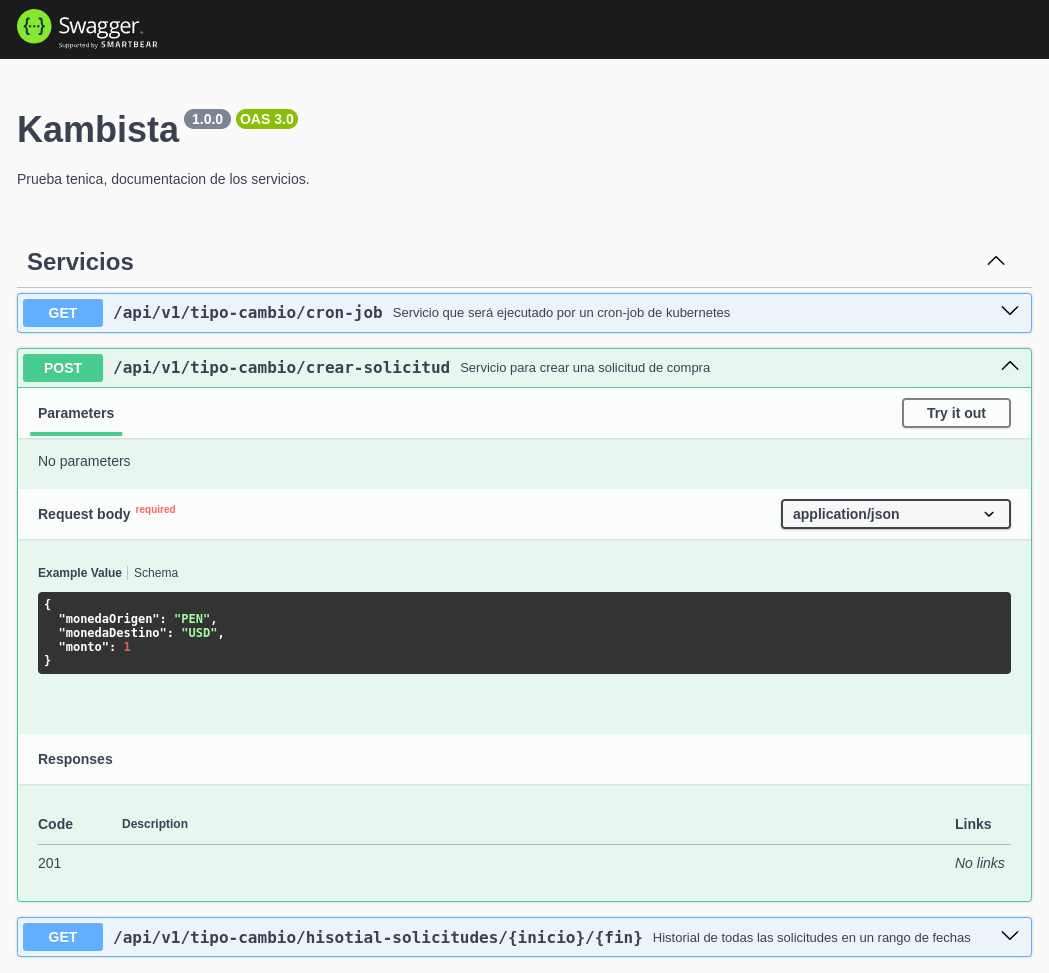 Swagger
Supported by SMARTBEAR
Kambista 1.0.0 OAS 3.0
Prueba tenica, documentacion de los servicios.
Servicios
GET /api/v1/tipo-cambio/cron-job Servicio que será ejecutado por un cron-job de kubernetes
POST /api/v1/tipo-cambio/crear-solicitud Servicio para crear una solicitud de compra
Parameters Try it out
No parameters
Request body required application/json
Example Value Schema
{
  "monedaOrigen": "PEN",
  "monedaDestino": "USD",
  "monto": 1
}
Responses
Code Description Links
201 No links
GET /api/v1/tipo-cambio/hisotial-solicitudes/{inicio}/{fin} Historial de todas las solicitudes en un rango de fechas